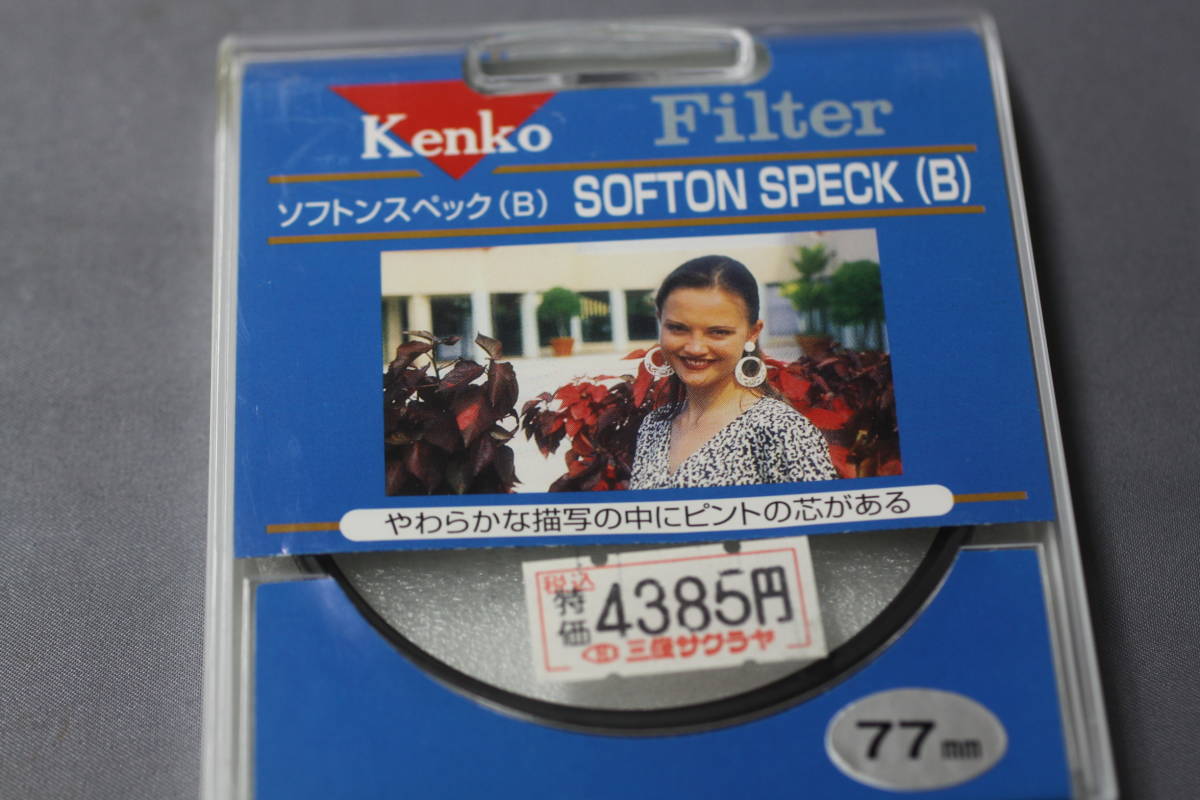 Kenko Filter
ソフトンスペック(B) SOFTON SPECK (B)
やわらかな描写の中にピントの芯がある
税込
特価 4385円
三宝サクラヤ
77mm